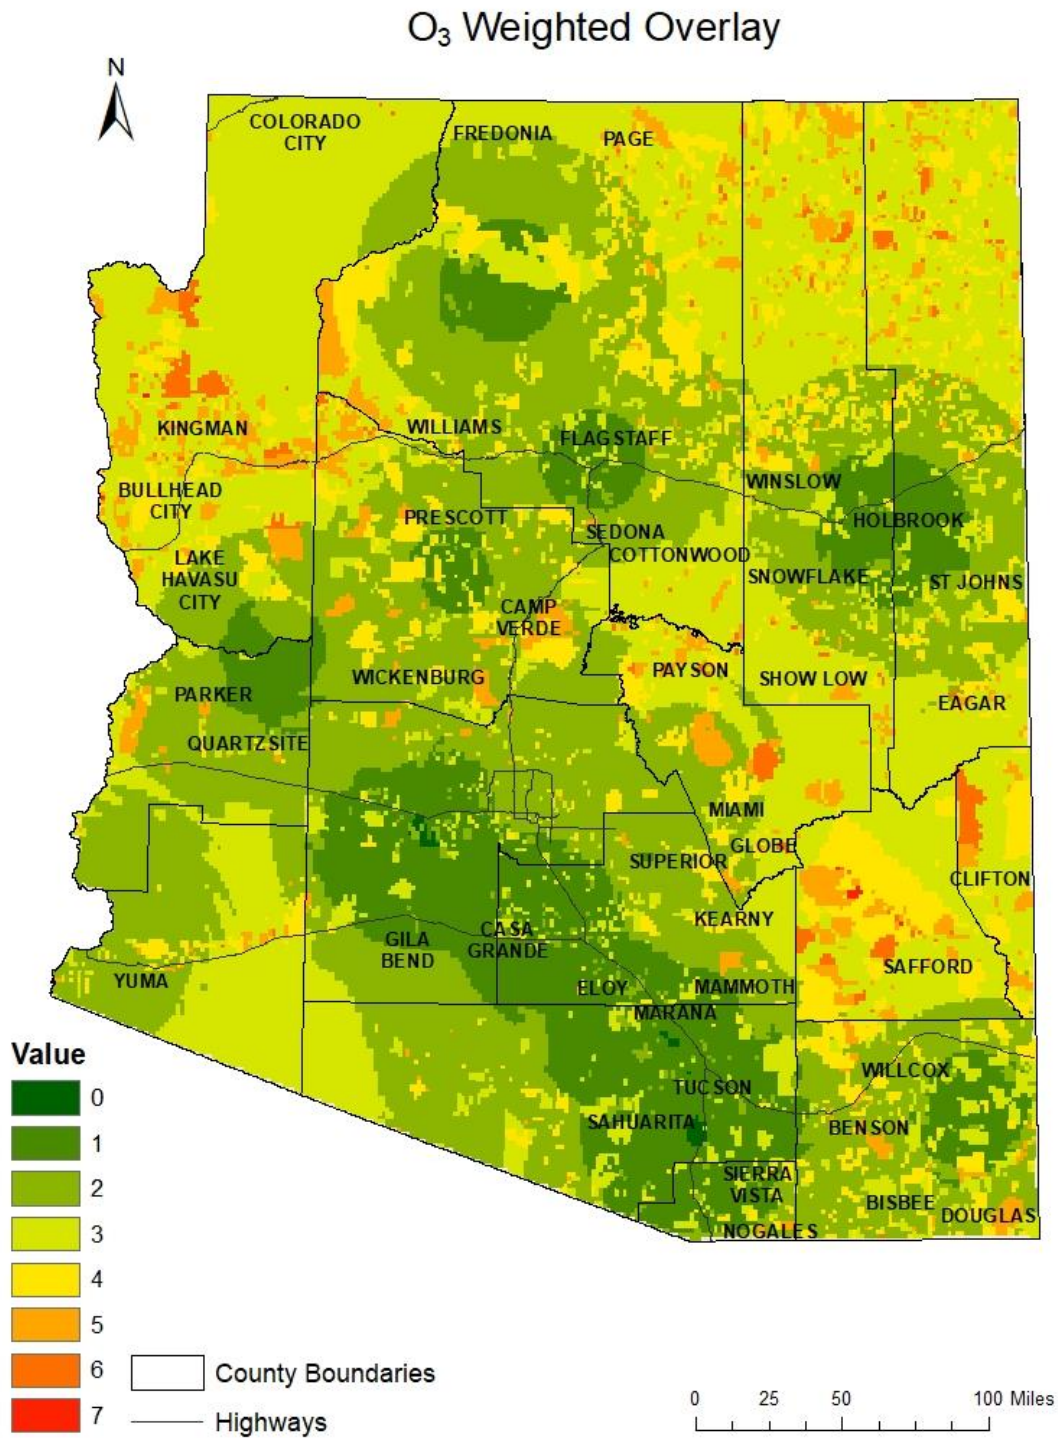 O₃ Weighted Overlay
N
COLORADO
CITY
FREDONIA
PAGE
KINGMAN
WILLIAMS
FLAGSTAFF
BULLHEAD
CITY
WINSLOW
PRESCOTT
HOLBROOK
SEDONA
COTTONWOOD
LAKE
HAVASU
CITY
SNOWFLAKE
ST JOHNS
CAMP
VERDE
PAYSON
WICKENBURG
SHOW LOW
PARKER
EAGAR
QUARTZSITE
MIAMI
GLOBE
SUPERIOR
CLIFTON
KEARNY
CASA
GRANDE
GILA
BEND
SAFFORD
YUMA
ELOY
MAMMOTH
MARANA
WILLCOX
TUCSON
SAHUARITA
BENSON
SIERRA
VISTA
BISBEE
DOUGLAS
NOGALES
Value
0
1
2
3
4
5
6
7
County Boundaries
Highways
0 25 50 100 Miles